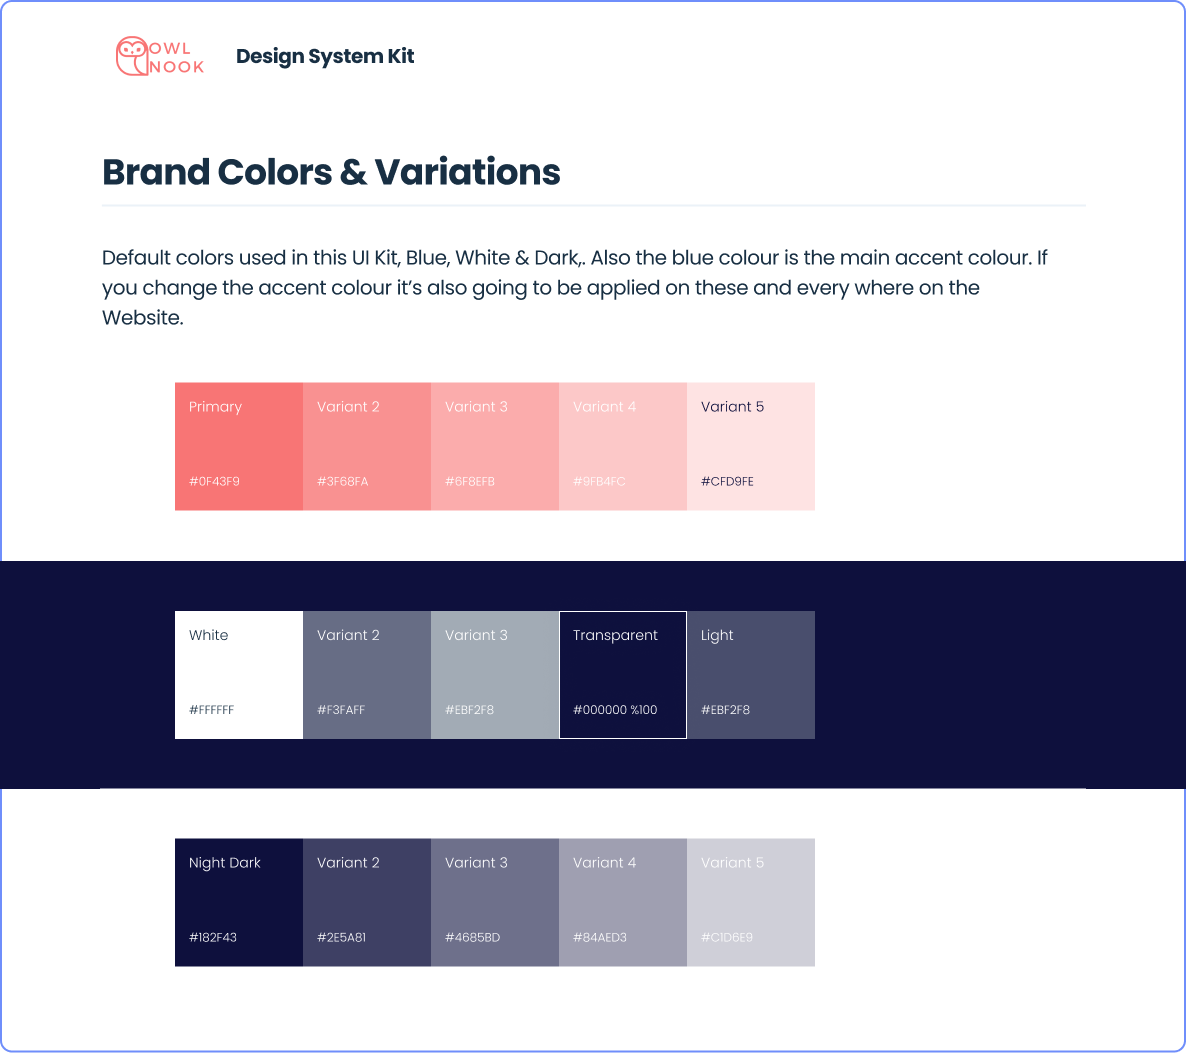 OWL
NOOK
Design System Kit
Brand Colors & Variations
Default colors used in this UI Kit, Blue, White & Dark,. Also the blue colour is the main accent colour. If
you change the accent colour it’s also going to be applied on these and every where on the
Website.
Primary Variant 2 Variant 3 Variant 4 Variant 5
#0F43F9 #3F68FA #6F8EFB #9FB4FC #CFD9FE
White Variant 2 Variant 3 Transparent Light
#FFFFFF #F3FAFF #EBF2F8 #000000 %100 #EBF2F8
Night Dark Variant 2 Variant 3 Variant 4 Variant 5
#182F43 #2E5A81 #4685BD #84AED3 #C1D6E9